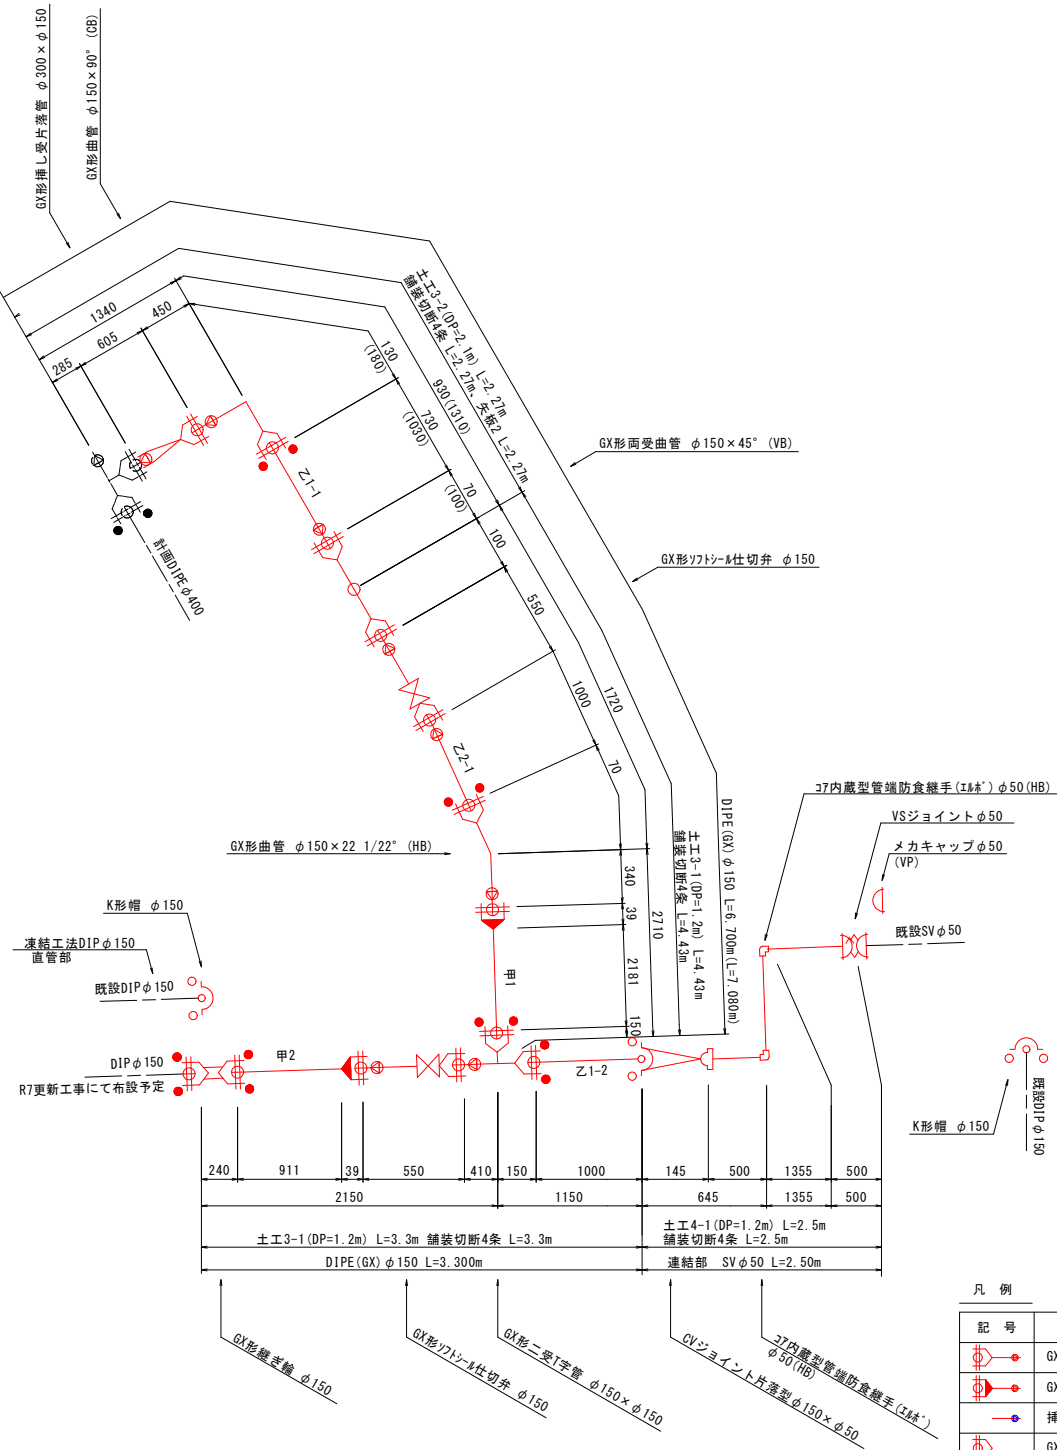 GX形挿し受片落管 φ300×φ150
GX形曲管 φ150×90° (CB)
1340
285
605
450
130
(180)
730
(1030)
930(1310)
70
(100)
100
550
1000
1720
70
土工3-2(DP=2.1m) L=2.27m
舗装切断4条 L=2.27m、矢板2 L=2.27m
GX形両受曲管 φ150×45° (VB)
GX形ソフトシール仕切弁 φ150
乙1-1
計画DIPEφ400
乙2-1
GX形曲管 φ150×22 1/22° (HB)
340
39
2181
150
2710
土工3-1(DP=1.2m) L=4.43m
舗装切断4条 L=4.43m
DIPE(GX)φ150 L=6.700m(L=7.080m)
コア内蔵型管端防食継手(エルボ)φ50(HB)
VSジョイントφ50
メカキャップφ50
(VP)
既設SVφ50
K形帽 φ150
凍結工法DIPφ150
直管部
既設DIPφ150
甲1
DIPφ150
R7更新工事にて布設予定
甲2
乙1-2
K形帽 φ150
既設DIPφ150
240
911
39
550
410
150
1000
145
500
1355
500
2150
1150
645
1355
500
土工3-1(DP=1.2m) L=3.3m 舗装切断4条 L=3.3m
土工4-1(DP=1.2m) L=2.5m
舗装切断4条 L=2.5m
DIPE(GX)φ150 L=3.300m
連結部 SVφ50 L=2.50m
GX形継ぎ輪 φ150
GX形ソフトシール仕切弁 φ150
GX形二受T字管 φ150×φ150
CVジョイント片落型φ150×φ50
コア内蔵型管端防食継手(エルボ)
φ50(HB)
凡 例
記 号
GX
GX
挿
GX